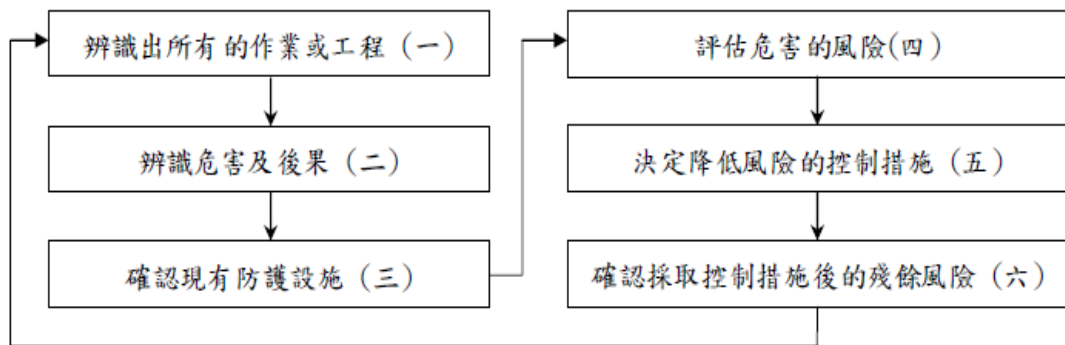 辨識出所有的作業或工程（一）
辨識危害及後果（二）
確認現有防護設施（三）
評估危害的風險(四)
決定降低風險的控制措施（五）
確認採取控制措施後的殘餘風險（六）